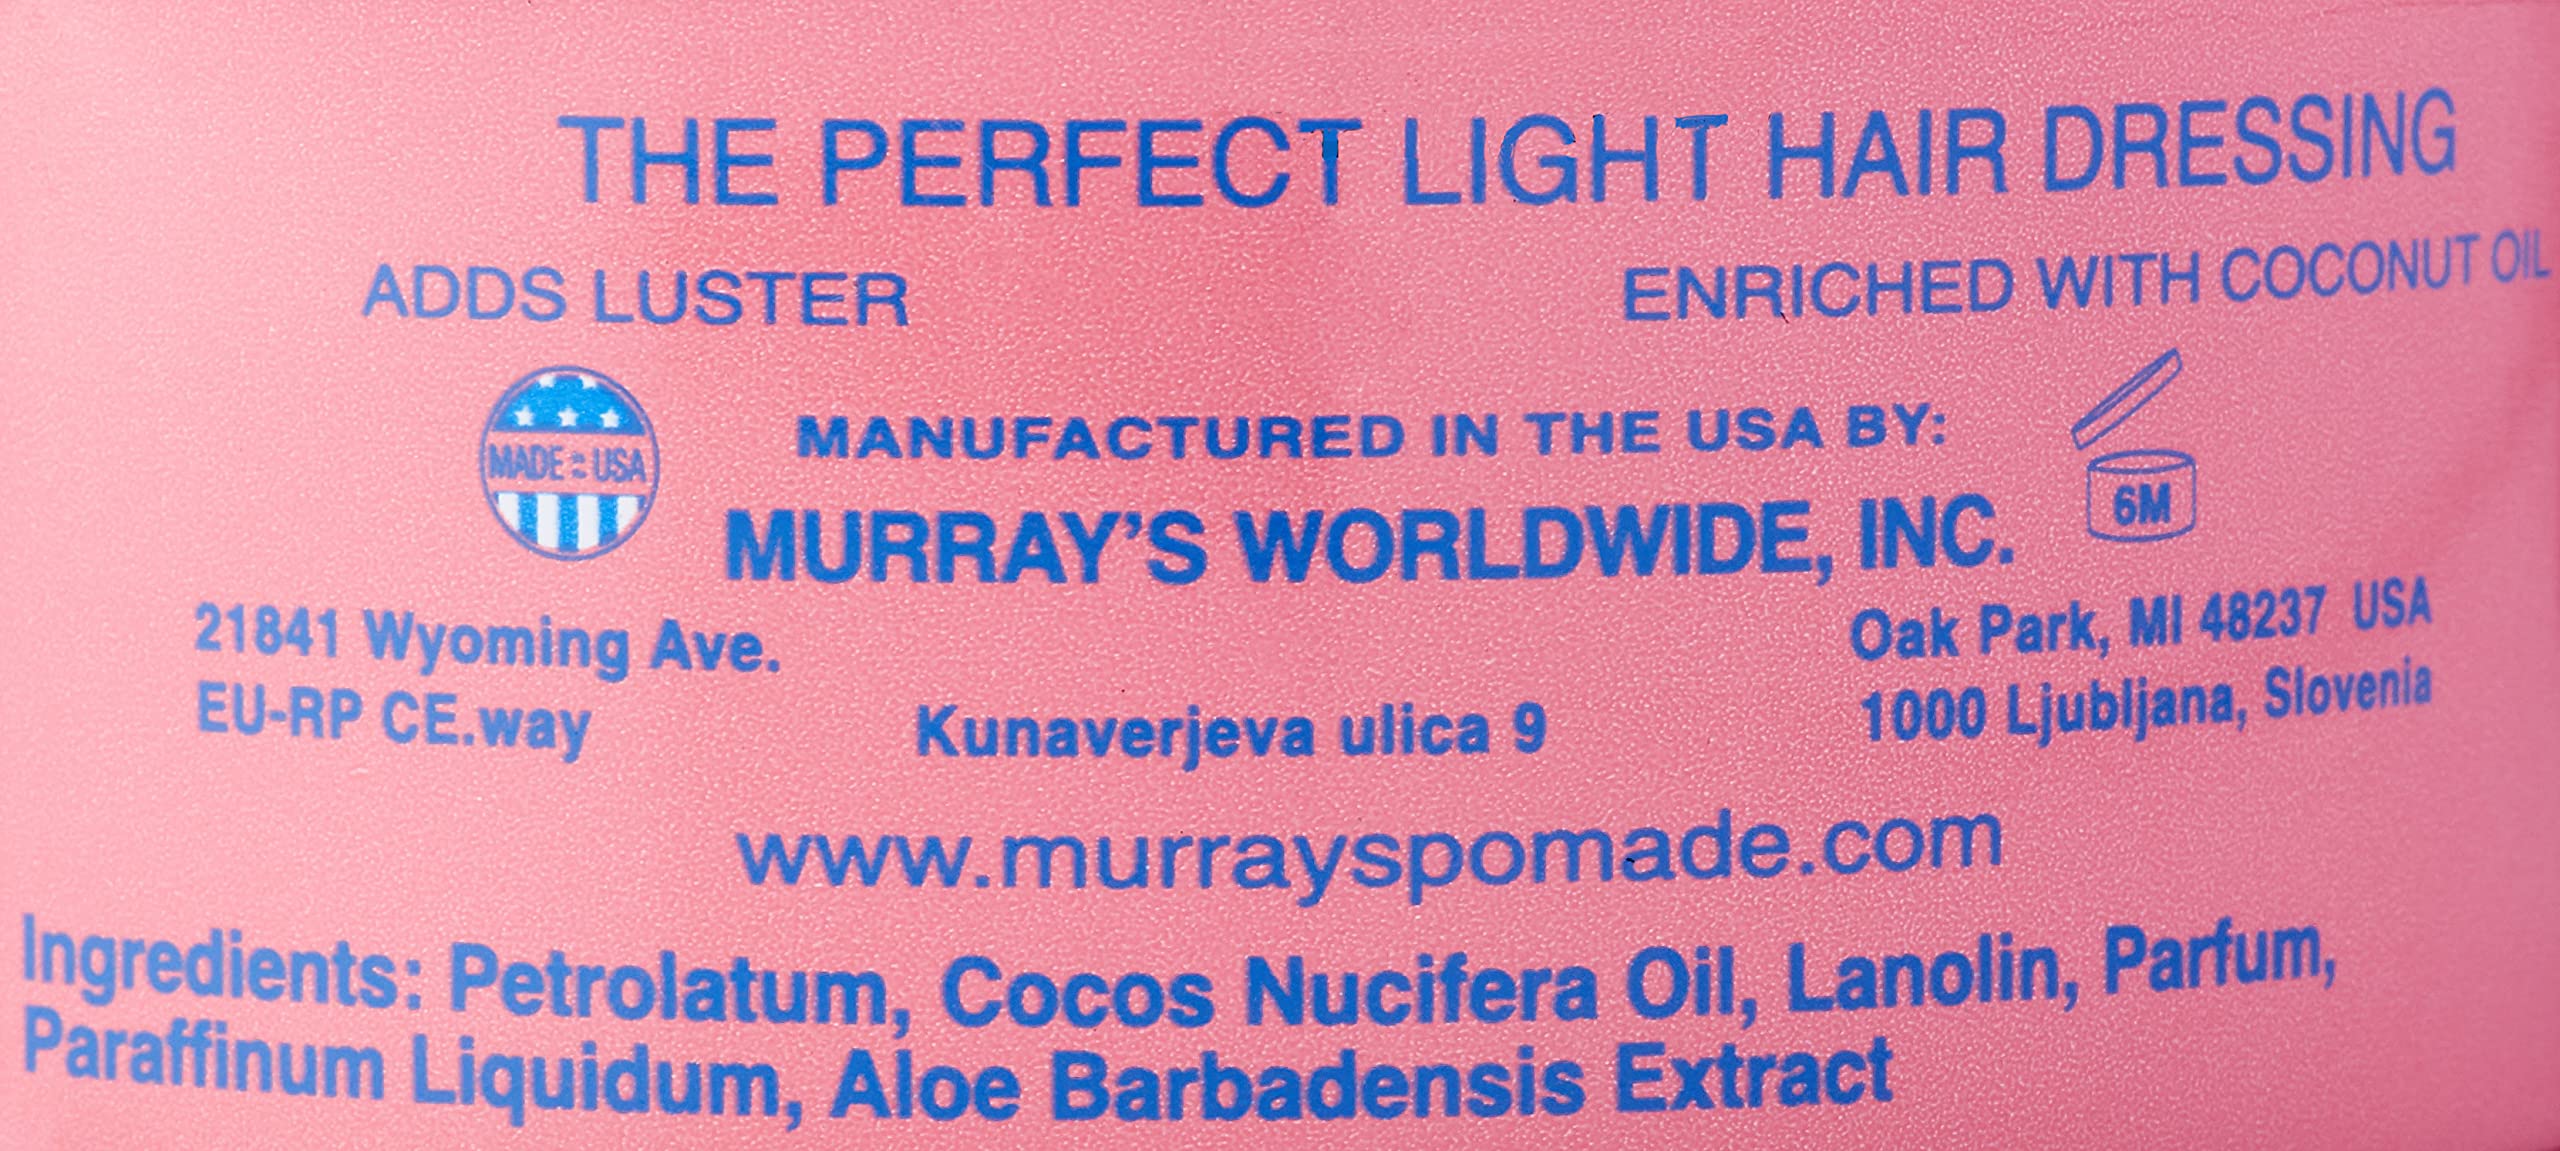 THE PERFECT LIGHT HAIR DRESSING
ADDS LUSTER ENRICHED WITH COCONUT OIL
MADE in USA
MANUFACTURED IN THE USA BY:
6M
MURRAY'S WORLDWIDE, INC.
21841 Wyoming Ave. Oak Park, MI 48237 USA
EU-RP CE.way Kunaverjeva ulica 9 1000 Ljubljana, Slovenia
www.murrayspomade.com
Ingredients: Petrolatum, Cocos Nucifera Oil, Lanolin, Parfum,
Paraffinum Liquidum, Aloe Barbadensis Extract